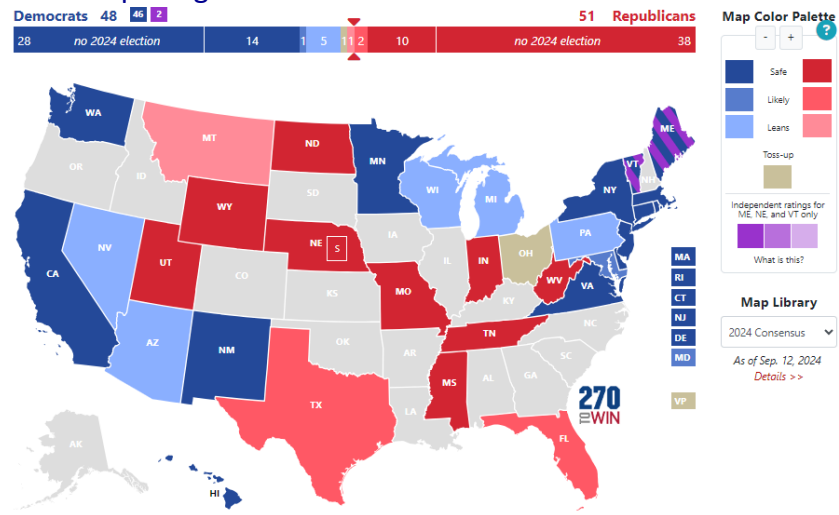 Democrats 48 46 2
51 Republicans
28 no 2024 election 14 1 5 1 1 2 10 no 2024 election 38
Map Color Palette
?
- +
Safe
Likely
Leans
Toss-up
Independent ratings for
ME, NE, and VT only
What is this?
Map Library
2024 Consensus
As of Sep. 12, 2024
Details >>
WA
OR
ID
MT
ND
MN
SD
WY
NE S
IA
WI
MI
NV
UT
CO
CA
KS
MO
IL
IN
OH
PA
NY
VT
NH
ME
WV
VA
KY
NC
TN
AZ
NM
OK
AR
SC
MS
AL
GA
TX
LA
FL
AK
HI
MA
RI
CT
NJ
DE
MD
VP
270
TO WIN